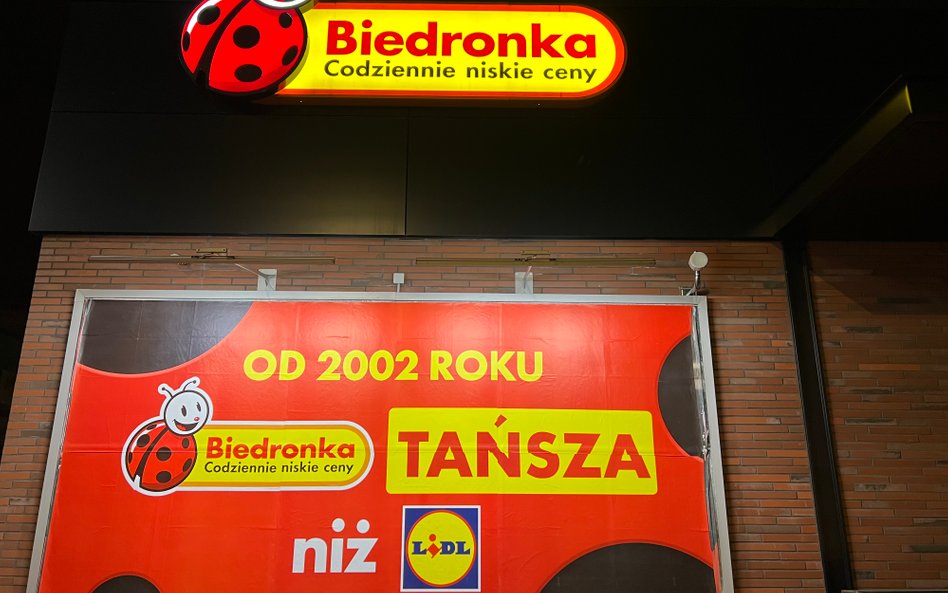 Biedronka
Codziennie niskie ceny
OD 2002 ROKU
Biedronka
Codziennie niskie ceny
TAŃSZA
niż
LiDL